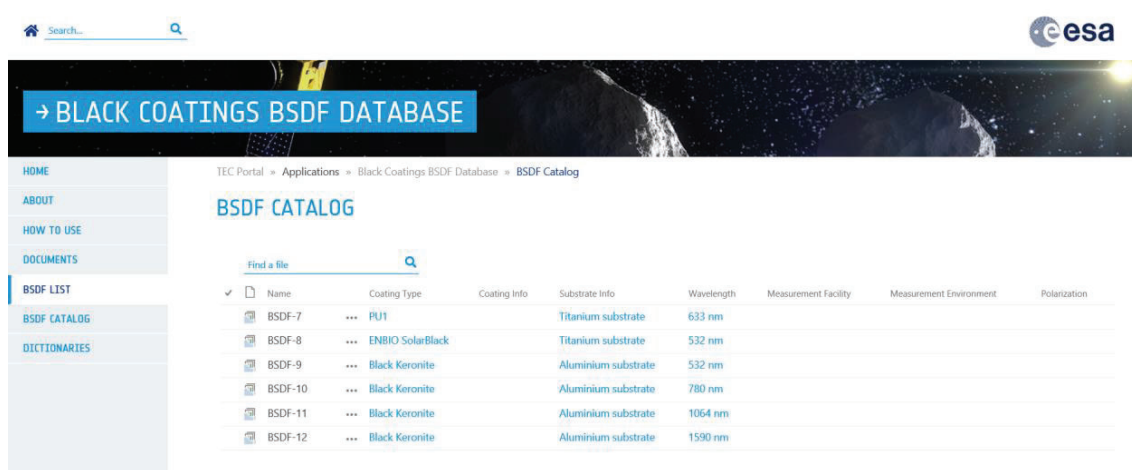 Search...
esa
→ BLACK COATINGS BSDF DATABASE
HOME
ABOUT
HOW TO USE
DOCUMENTS
BSDF LIST
BSDF CATALOG
DICTIONARIES
TEC Portal » Applications » Black Coatings BSDF Database » BSDF Catalog
BSDF CATALOG
Find a file
Name Coating Type Coating Info Substrate Info Wavelength Measurement Facility Measurement Environment Polarization
BSDF-7 ... PU1 Titanium substrate 633 nm
BSDF-8 ... ENBIO SolarBlack Titanium substrate 532 nm
BSDF-9 ... Black Keronite Aluminium substrate 532 nm
BSDF-10 ... Black Keronite Aluminium substrate 780 nm
BSDF-11 ... Black Keronite Aluminium substrate 1064 nm
BSDF-12 ... Black Keronite Aluminium substrate 1590 nm